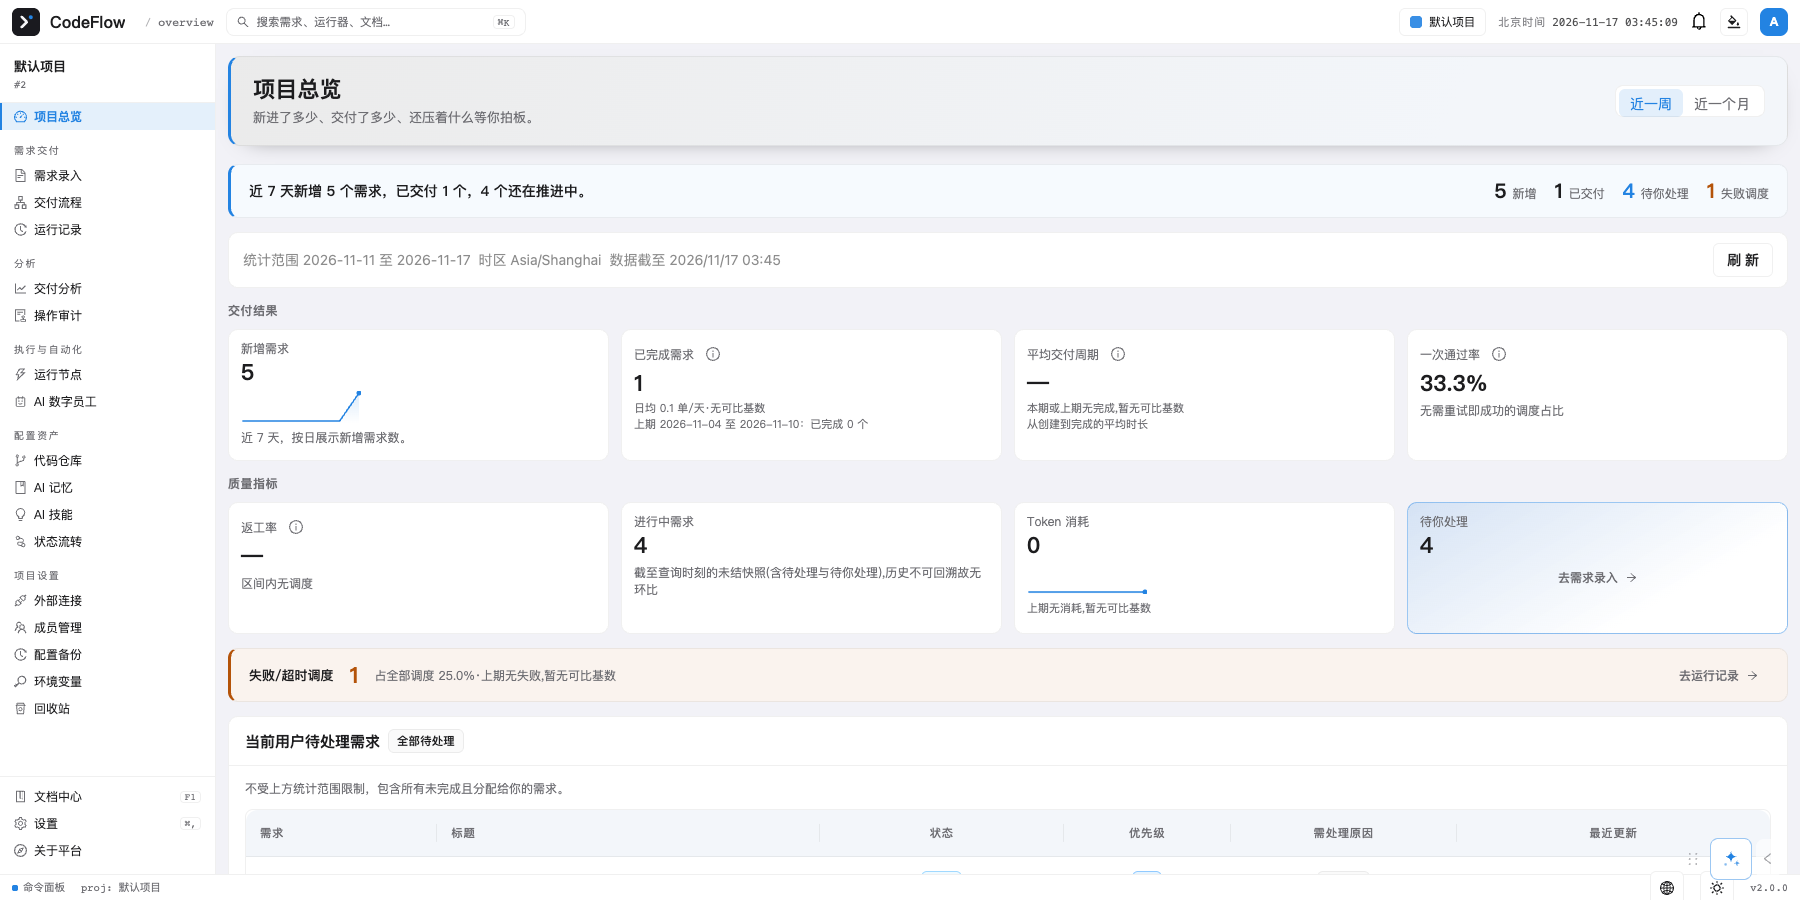 CodeFlow / overview 搜索需求、运行器、文档... ⌘K 默认项目 北京时间 2026-11-17 03:45:09 A
默认项目
#2
项目总览
需求交付
需求录入
交付流程
运行记录
分析
交付分析
操作审计
执行与自动化
运行节点
AI 数字员工
配置资产
代码仓库
AI 记忆
AI 技能
状态流转
项目设置
外部连接
成员管理
配置备份
环境变量
回收站
文档中心 F1
设置 ⌘,
关于平台
项目总览
新进了多少、交付了多少、还压着什么等你拍板。
近一周 近一个月
近 7 天新增 5 个需求，已交付 1 个，4 个还在推进中。
5 新增 1 已交付 4 待你处理 1 失败调度
统计范围 2026-11-11 至 2026-11-17 时区 Asia/Shanghai 数据截至 2026/11/17 03:45
刷 新
交付结果
新增需求
5
近 7 天，按日展示新增需求数。
已完成需求
1
日均 0.1 单/天·无可比基数
上期 2026-11-04 至 2026-11-10：已完成 0 个
平均交付周期
—
本期或上期无完成,暂无可比基数
从创建到完成的平均时长
一次通过率
33.3%
无需重试即成功的调度占比
质量指标
返工率
—
区间内无调度
进行中需求
4
截至查询时刻的未结快照(含待处理与待你处理),历史不可回溯故无
环比
Token 消耗
0
上期无消耗,暂无可比基数
待你处理
4
去需求录入 →
失败/超时调度 1 占全部调度 25.0%·上期无失败,暂无可比基数
去运行记录 →
当前用户待处理需求 全部待处理
不受上方统计范围限制，包含所有未完成且分配给你的需求。
需求 标题 状态 优先级 需处理原因 最近更新
命令面板 proj: 默认项目
v2.0.0